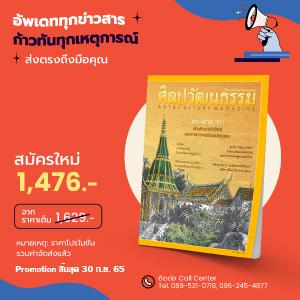 อัพเดททุกข่าวสาร
ก้าวทันทุกเหตุการณ์
ส่งตรงถึงมือคุณ
ศิลปวัฒนธรรม
ART&CULTURE MAGAZINE
สมัครใหม่
1,476.-
จาก
ราคาเดิม 1,629.-
หมายเหตุ: ราคาโปรโมชั่น
รวมค่าจัดส่งแล้ว
Promotion สิ้นสุด 30 ก.ย. 65
ติดต่อ Call Center
Tel. 089-531-0718, 096-245-4877